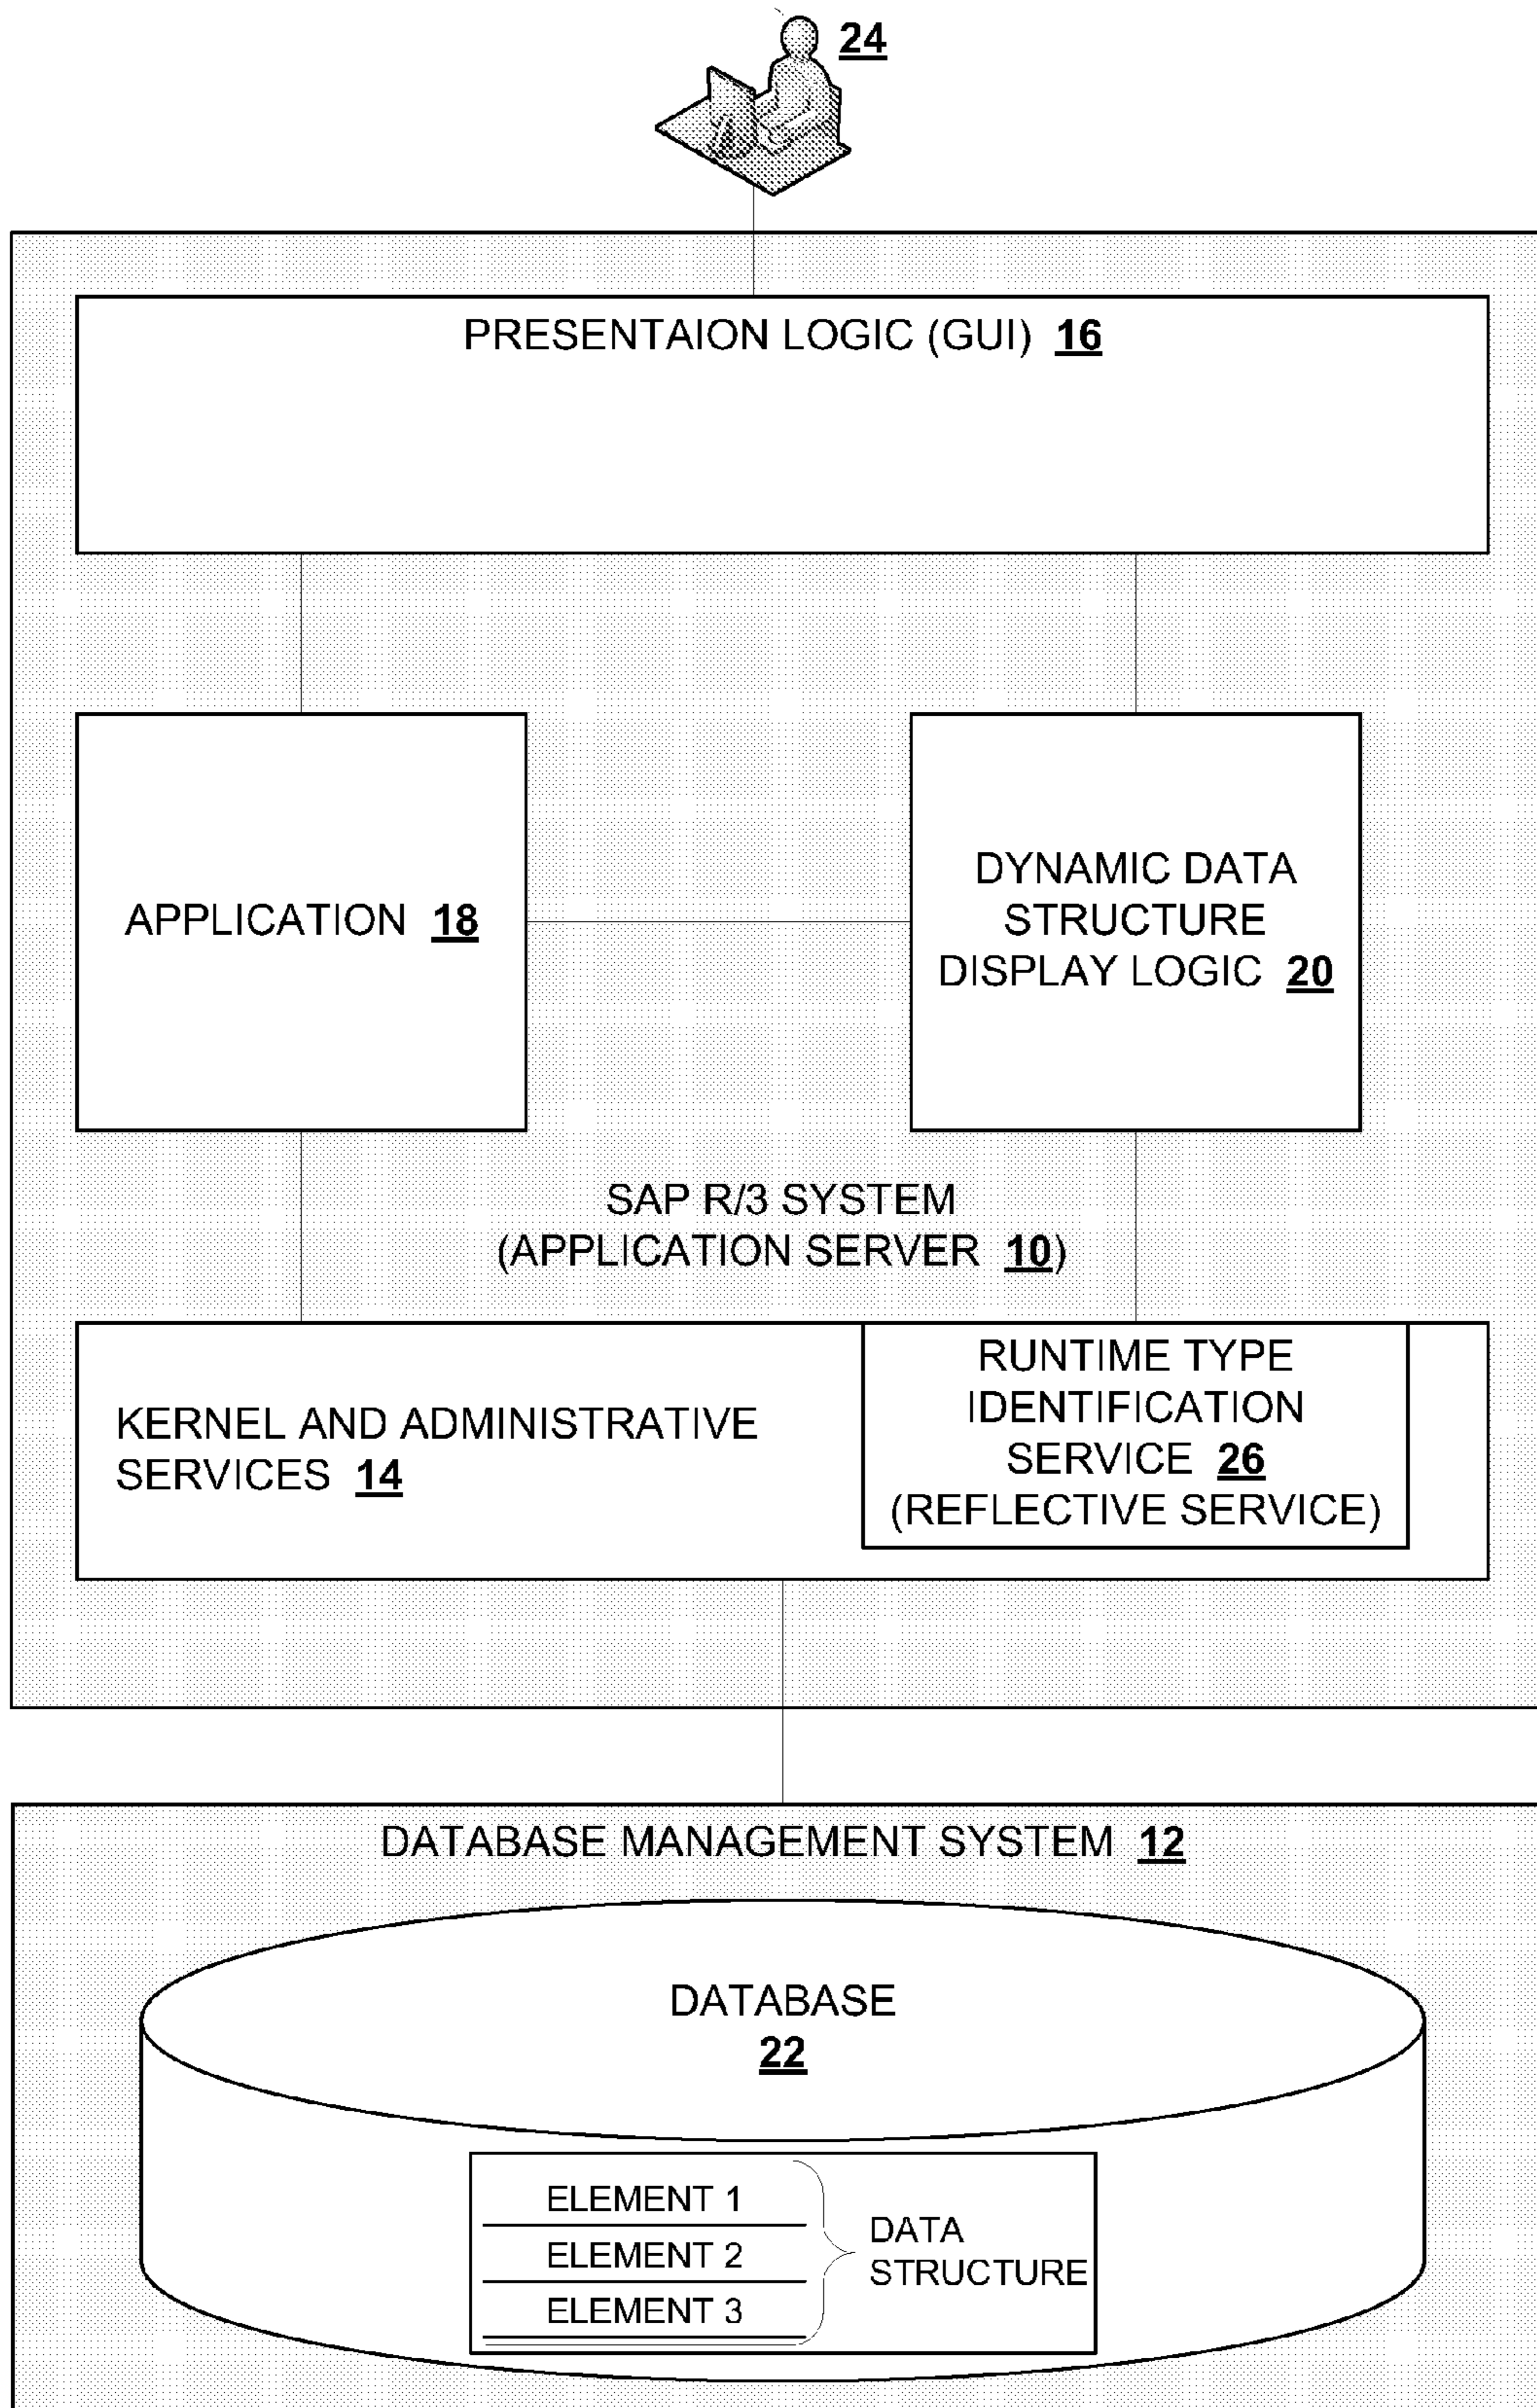 24
PRESENTAION LOGIC (GUI) 16
APPLICATION 18
DYNAMIC DATA
STRUCTURE
DISPLAY LOGIC 20
SAP R/3 SYSTEM
(APPLICATION SERVER 10)
KERNEL AND ADMINISTRATIVE
SERVICES 14
RUNTIME TYPE
IDENTIFICATION
SERVICE 26
(REFLECTIVE SERVICE)
DATABASE MANAGEMENT SYSTEM 12
DATABASE
22
ELEMENT 1
ELEMENT 2
ELEMENT 3
DATA
STRUCTURE